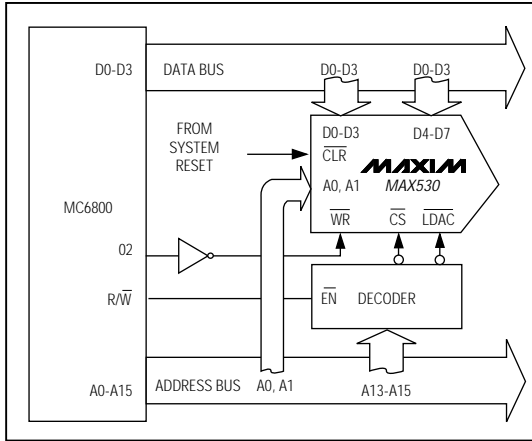 D0-D3 DATA BUS D0-D3 D0-D3
FROM
SYSTEM
RESET
D0-D3 D4-D7
CLR
MAXIM
A0, A1 MAX530
MC6800
WR CS LDAC
02
R/W EN DECODER
A0-A15 ADDRESS BUS A0, A1 A13-A15